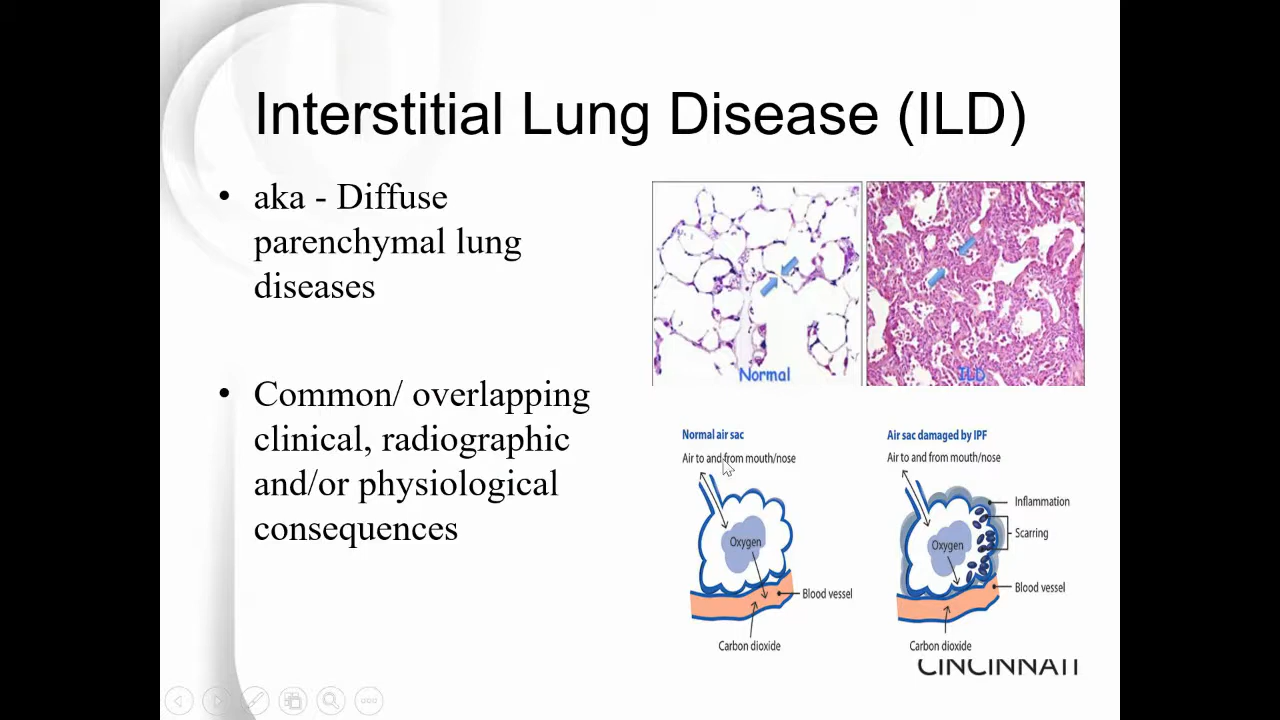 Interstitial Lung Disease (ILD)
• aka - Diffuse
parenchymal lung
diseases
• Common/ overlapping
clinical, radiographic
and/or physiological
consequences
Normal
ILD
Normal air sac
Air to and from mouth/nose
Oxygen
Blood vessel
Carbon dioxide
Air sac damaged by IPF
Air to and from mouth/nose
Inflammation
Scarring
Oxygen
Blood vessel
Carbon dioxide
CINCINNATI